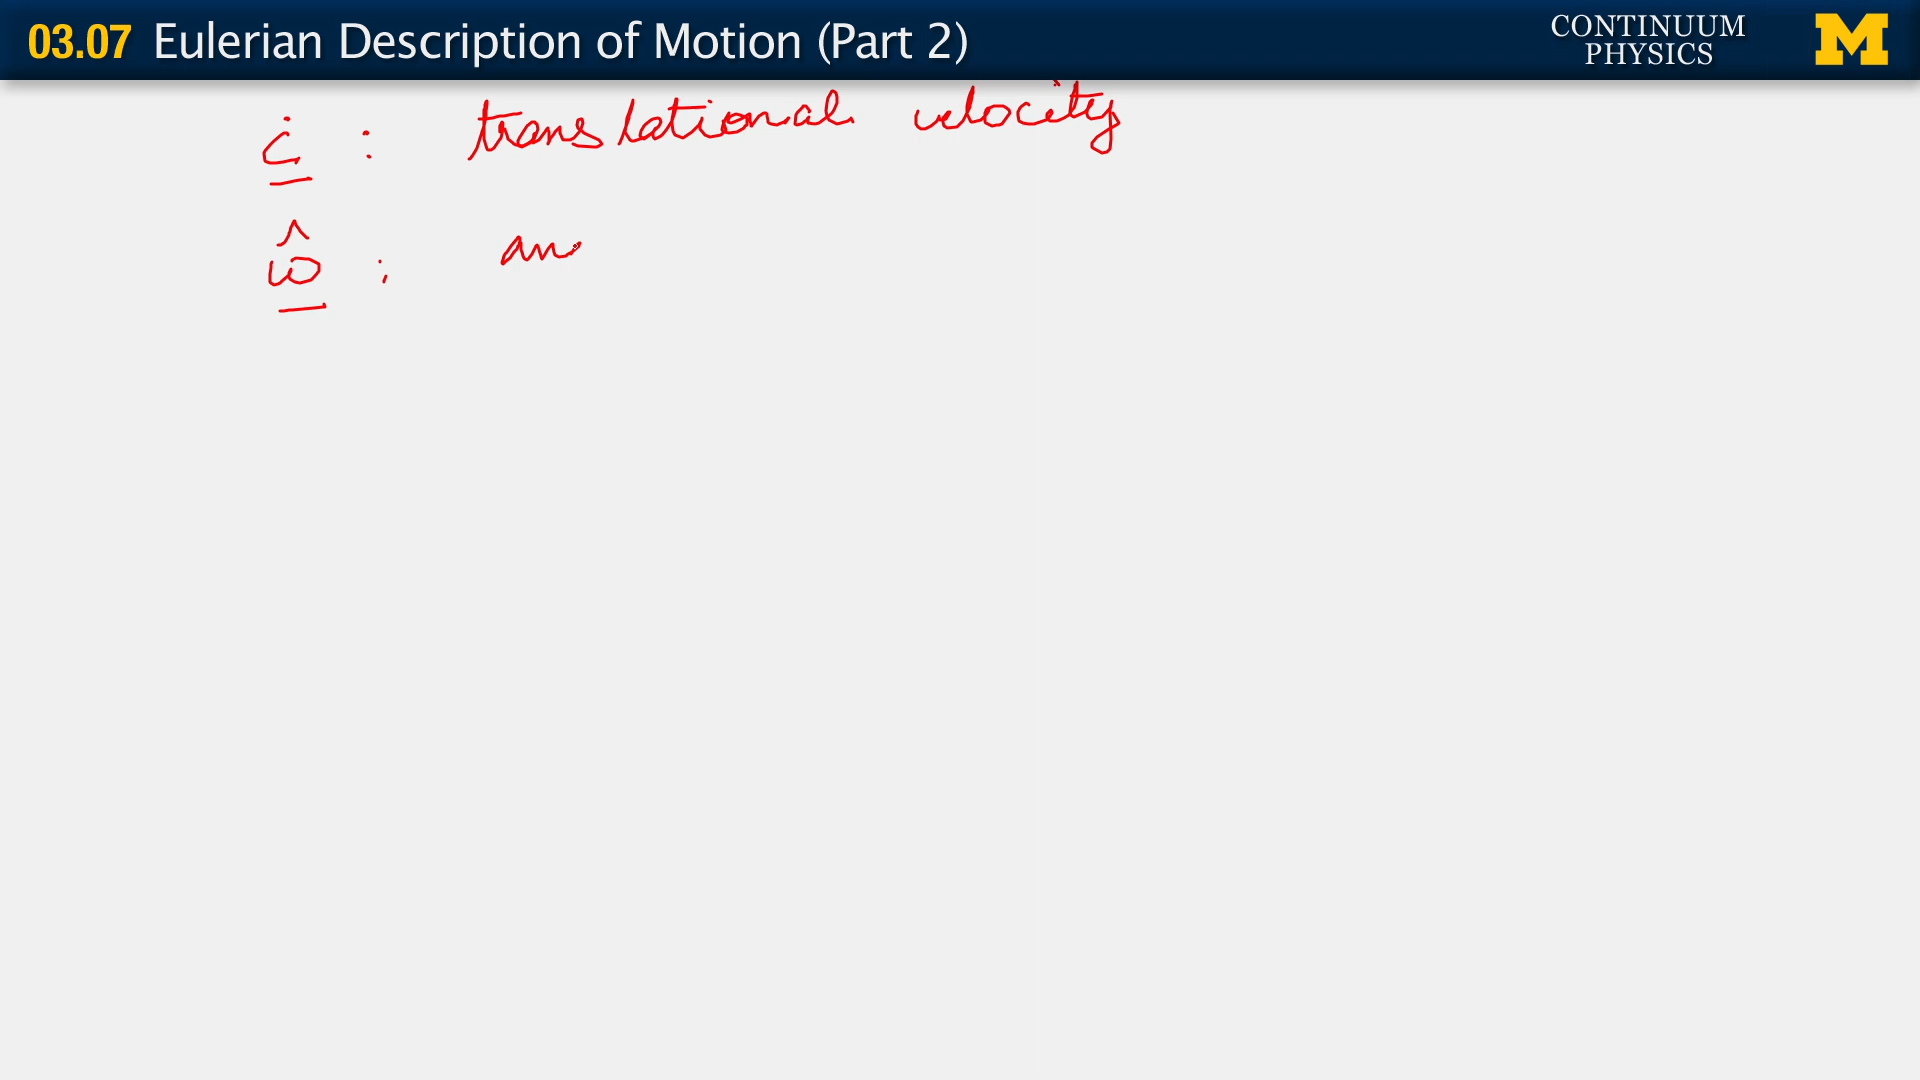 03.07 Eulerian Description of Motion (Part 2)
CONTINUUM
PHYSICS
M
ċ : translational velocity
ω̂ : an